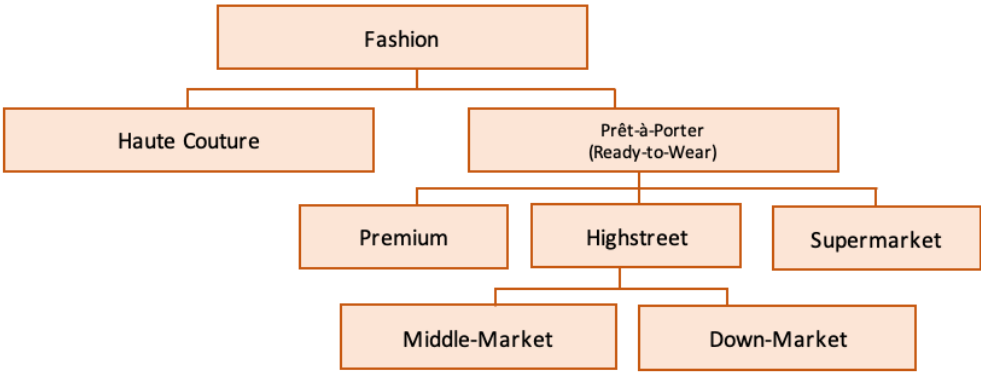 Fashion
Haute Couture
Prêt-à-Porter
(Ready-to-Wear)
Premium
Highstreet
Supermarket
Middle-Market
Down-Market